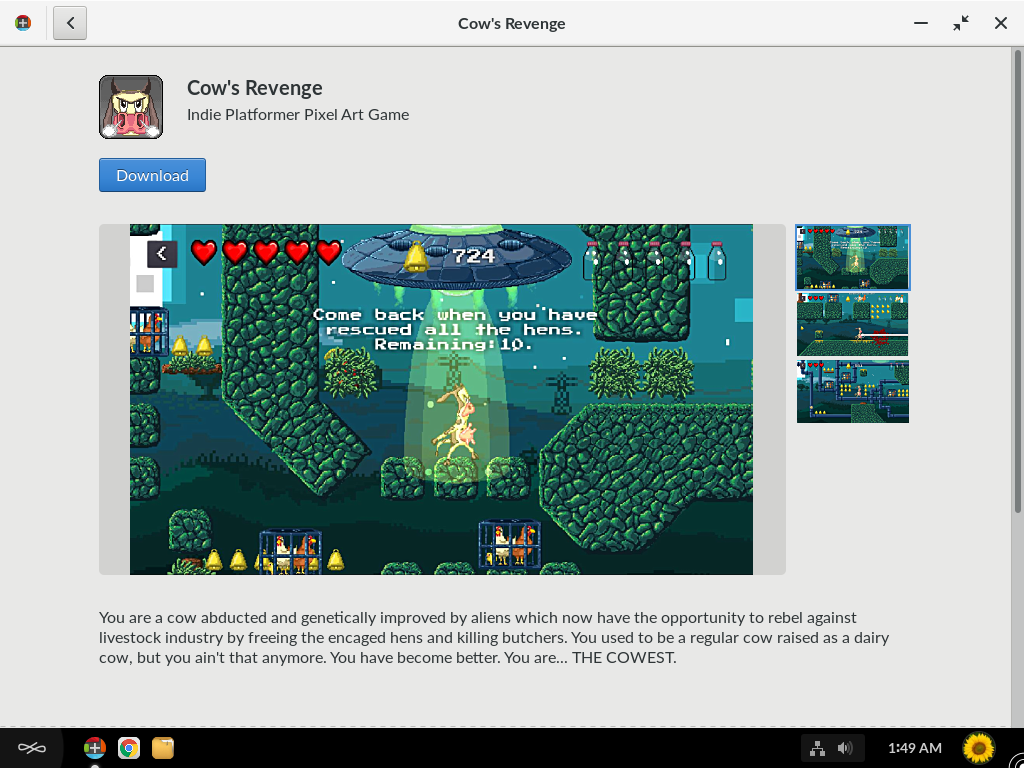 Cow's Revenge
Cow's Revenge
Indie Platformer Pixel Art Game
Download
724
Come back when you have
rescued all the hens.
Remaining:10.
You are a cow abducted and genetically improved by aliens which now have the opportunity to rebel against
livestock industry by freeing the encaged hens and killing butchers. You used to be a regular cow raised as a dairy
cow, but you ain't that anymore. You have become better. You are... THE COWEST.
1:49 AM